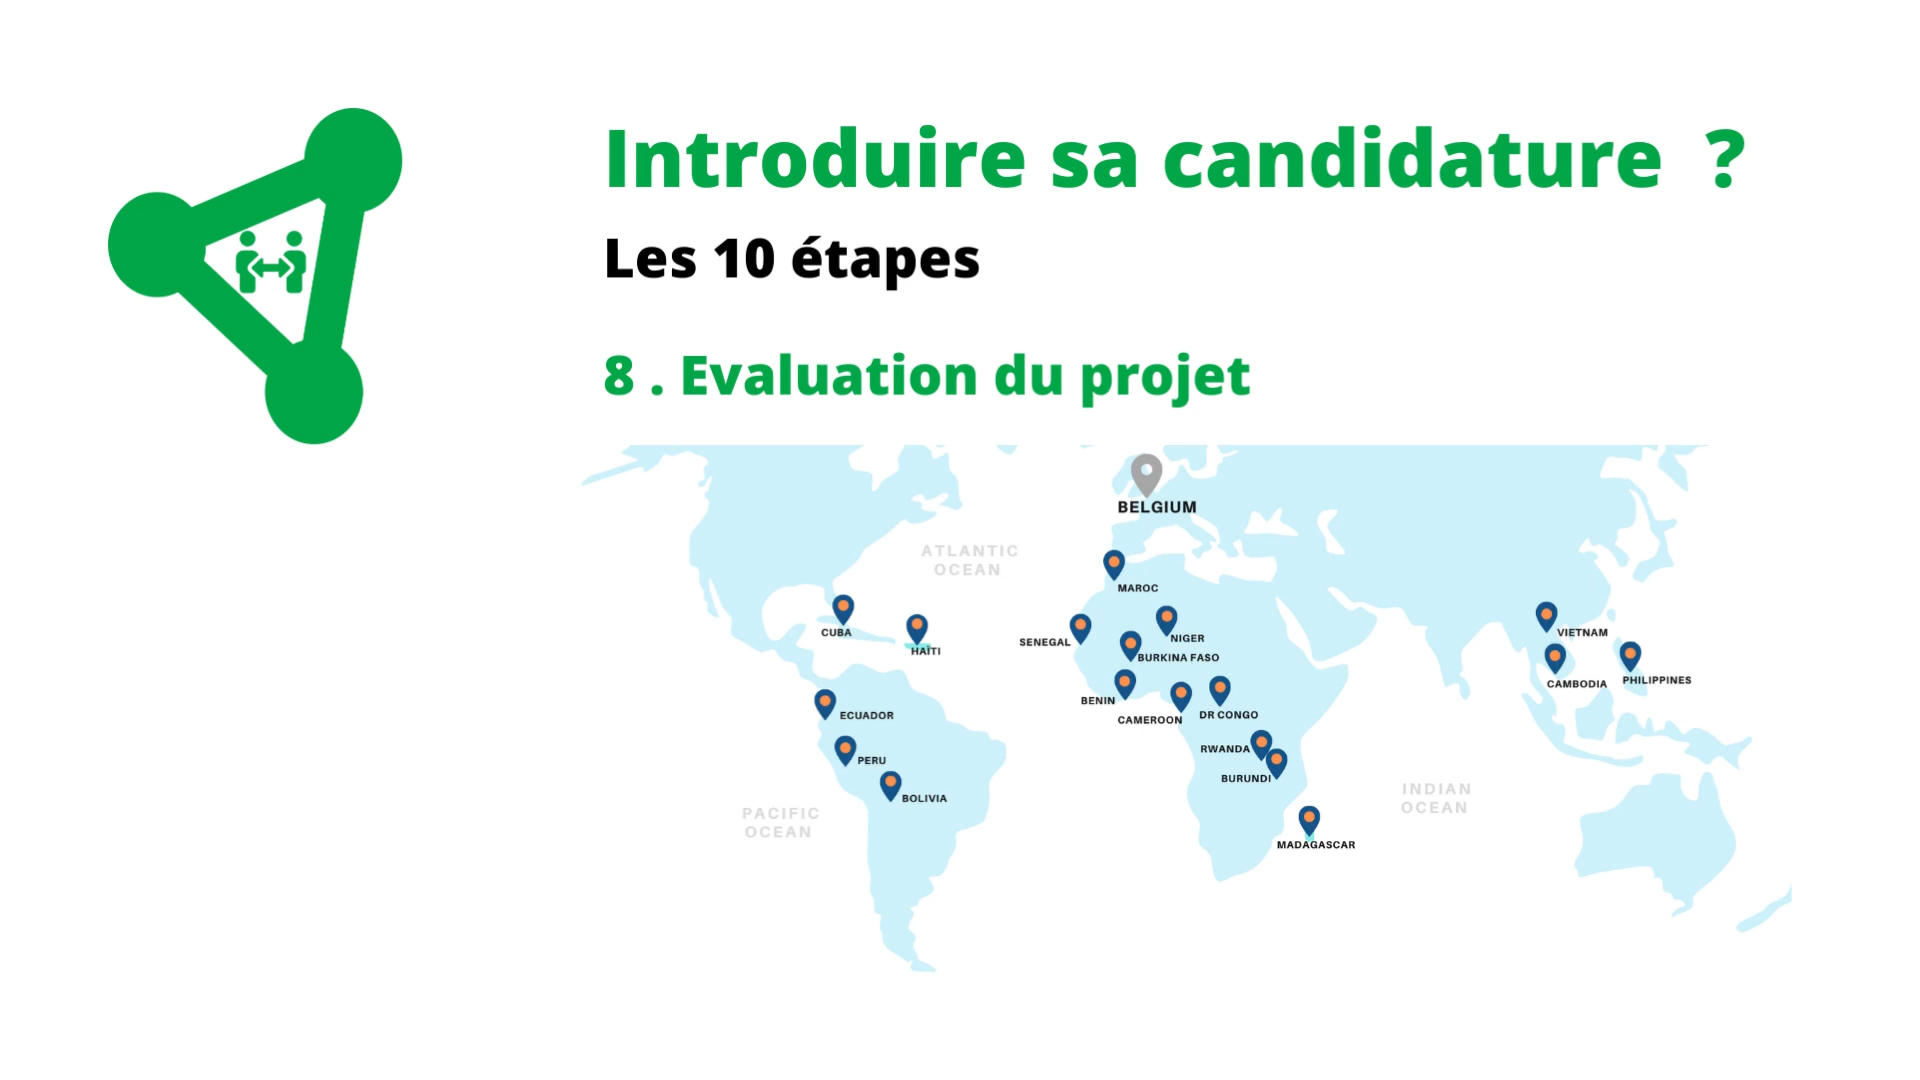 Introduire sa candidature ?
Les 10 étapes
8 . Evaluation du projet
BELGIUM
ATLANTIC
OCEAN
MAROC
CUBA
HAÏTI
SENEGAL
NIGER
BURKINA FASO
VIETNAM
CAMBODIA
PHILIPPINES
BENIN
CAMEROON
DR CONGO
ECUADOR
RWANDA
PERU
BURUNDI
BOLIVIA
PACIFIC
OCEAN
INDIAN
OCEAN
MADAGASCAR